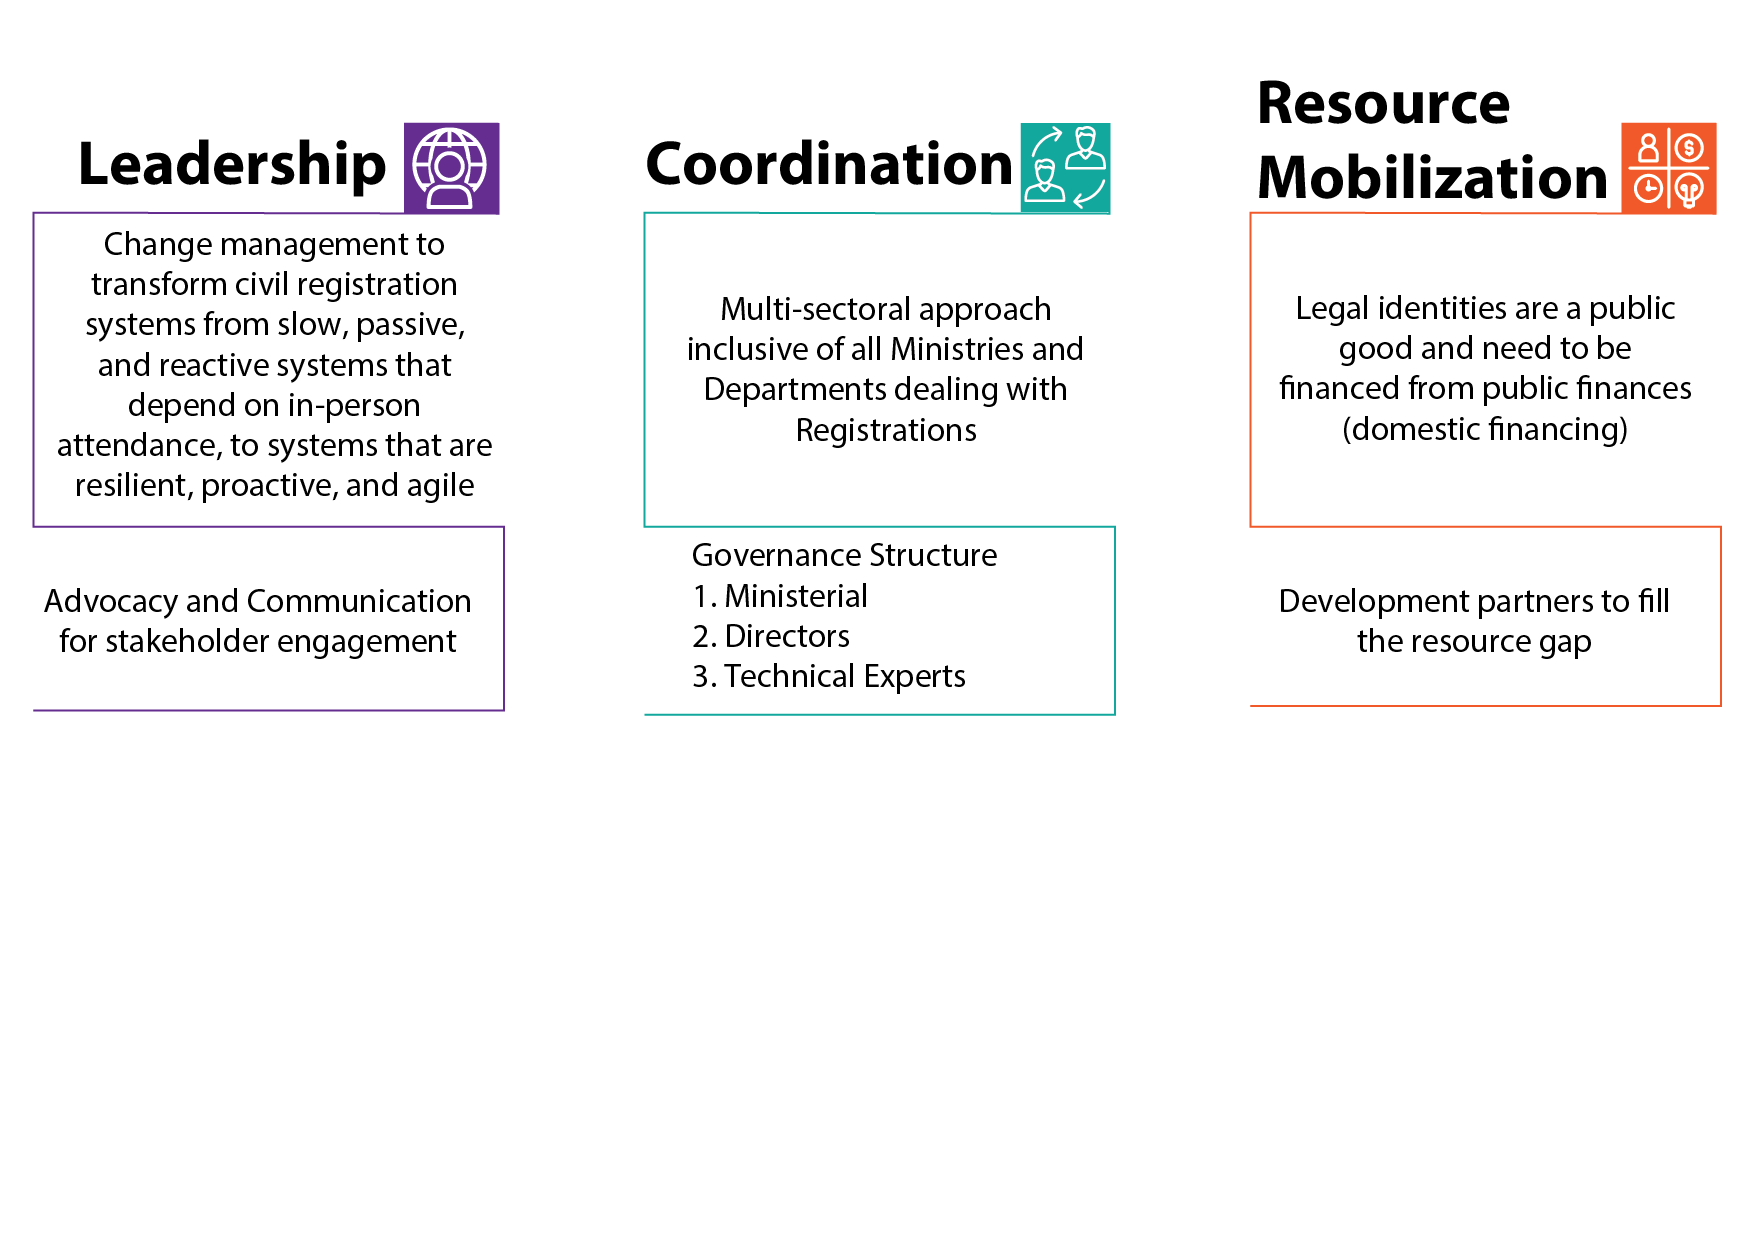 Leadership
Change management to
transform civil registration
systems from slow, passive,
and reactive systems that
depend on in-person
attendance, to systems that are
resilient, proactive, and agile
Advocacy and Communication
for stakeholder engagement
Coordination
Multi-sectoral approach
inclusive of all Ministries and
Departments dealing with
Registrations
Governance Structure
1. Ministerial
2. Directors
3. Technical Experts
Resource
Mobilization
$
Legal identities are a public
good and need to be
financed from public finances
(domestic financing)
Development partners to fill
the resource gap